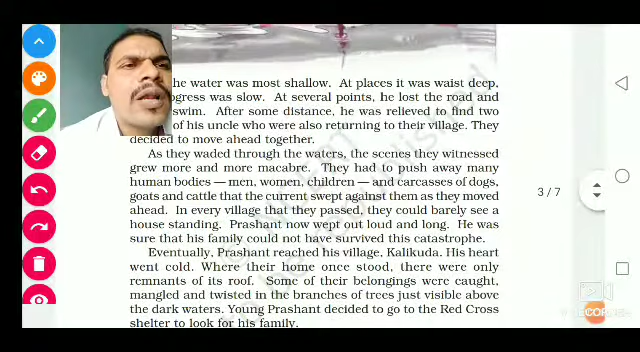 he water was most shallow. At places it was waist deep,
ogress was slow. At several points, he lost the road and
swim. After some distance, he was relieved to find two
of his uncle who were also returning to their village. They
decided to move ahead together.
As they waded through the waters, the scenes they witnessed
grew more and more macabre. They had to push away many
human bodies — men, women, children — and carcasses of dogs,
goats and cattle that the current swept against them as they moved
ahead. In every village that they passed, they could barely see a
house standing. Prashant now wept out loud and long. He was
sure that his family could not have survived this catastrophe.
Eventually, Prashant reached his village, Kalikuda. His heart
went cold. Where their home once stood, there were only
remnants of its roof. Some of their belongings were caught,
mangled and twisted in the branches of trees just visible above
the dark waters. Young Prashant decided to go to the Red Cross
shelter to look for his family.
3 / 7